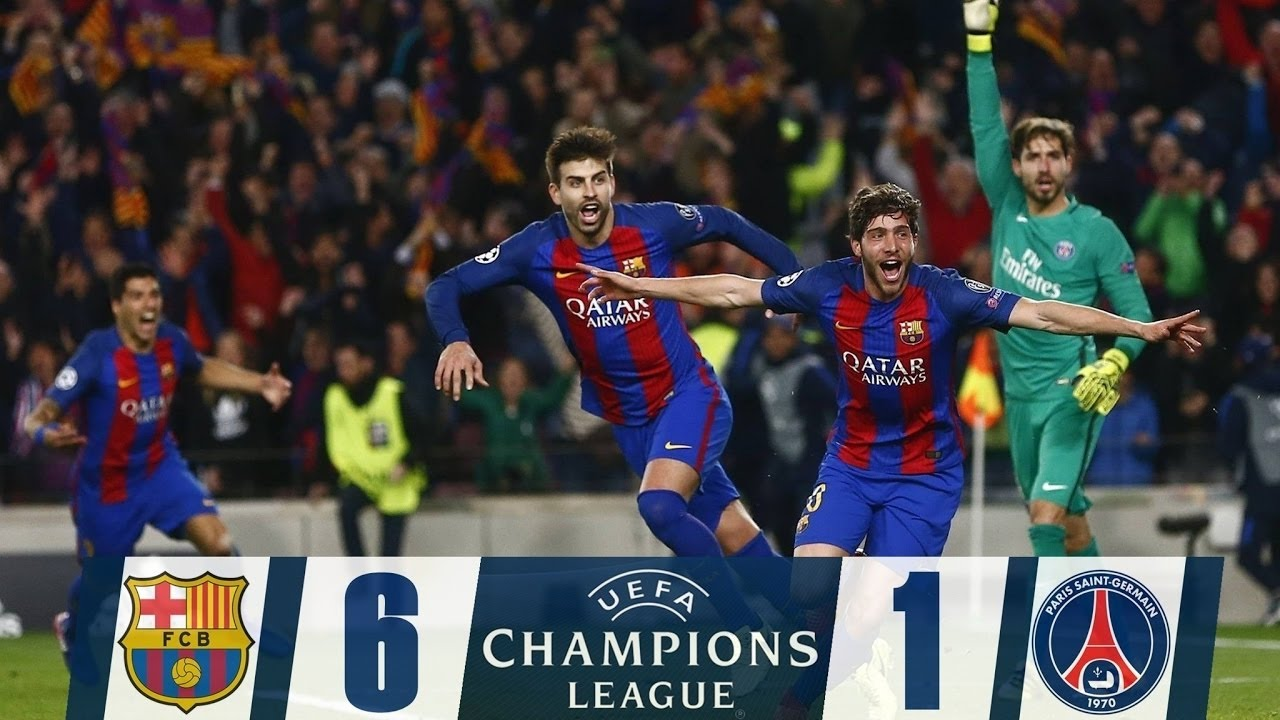 QATAR
AIRWAYS
QATAR
AIRWAYS
QATAR
Fly
Emirates
FCB
6
UEFA
CHAMPIONS
LEAGUE
1
PARIS SAINT-GERMAIN
1970